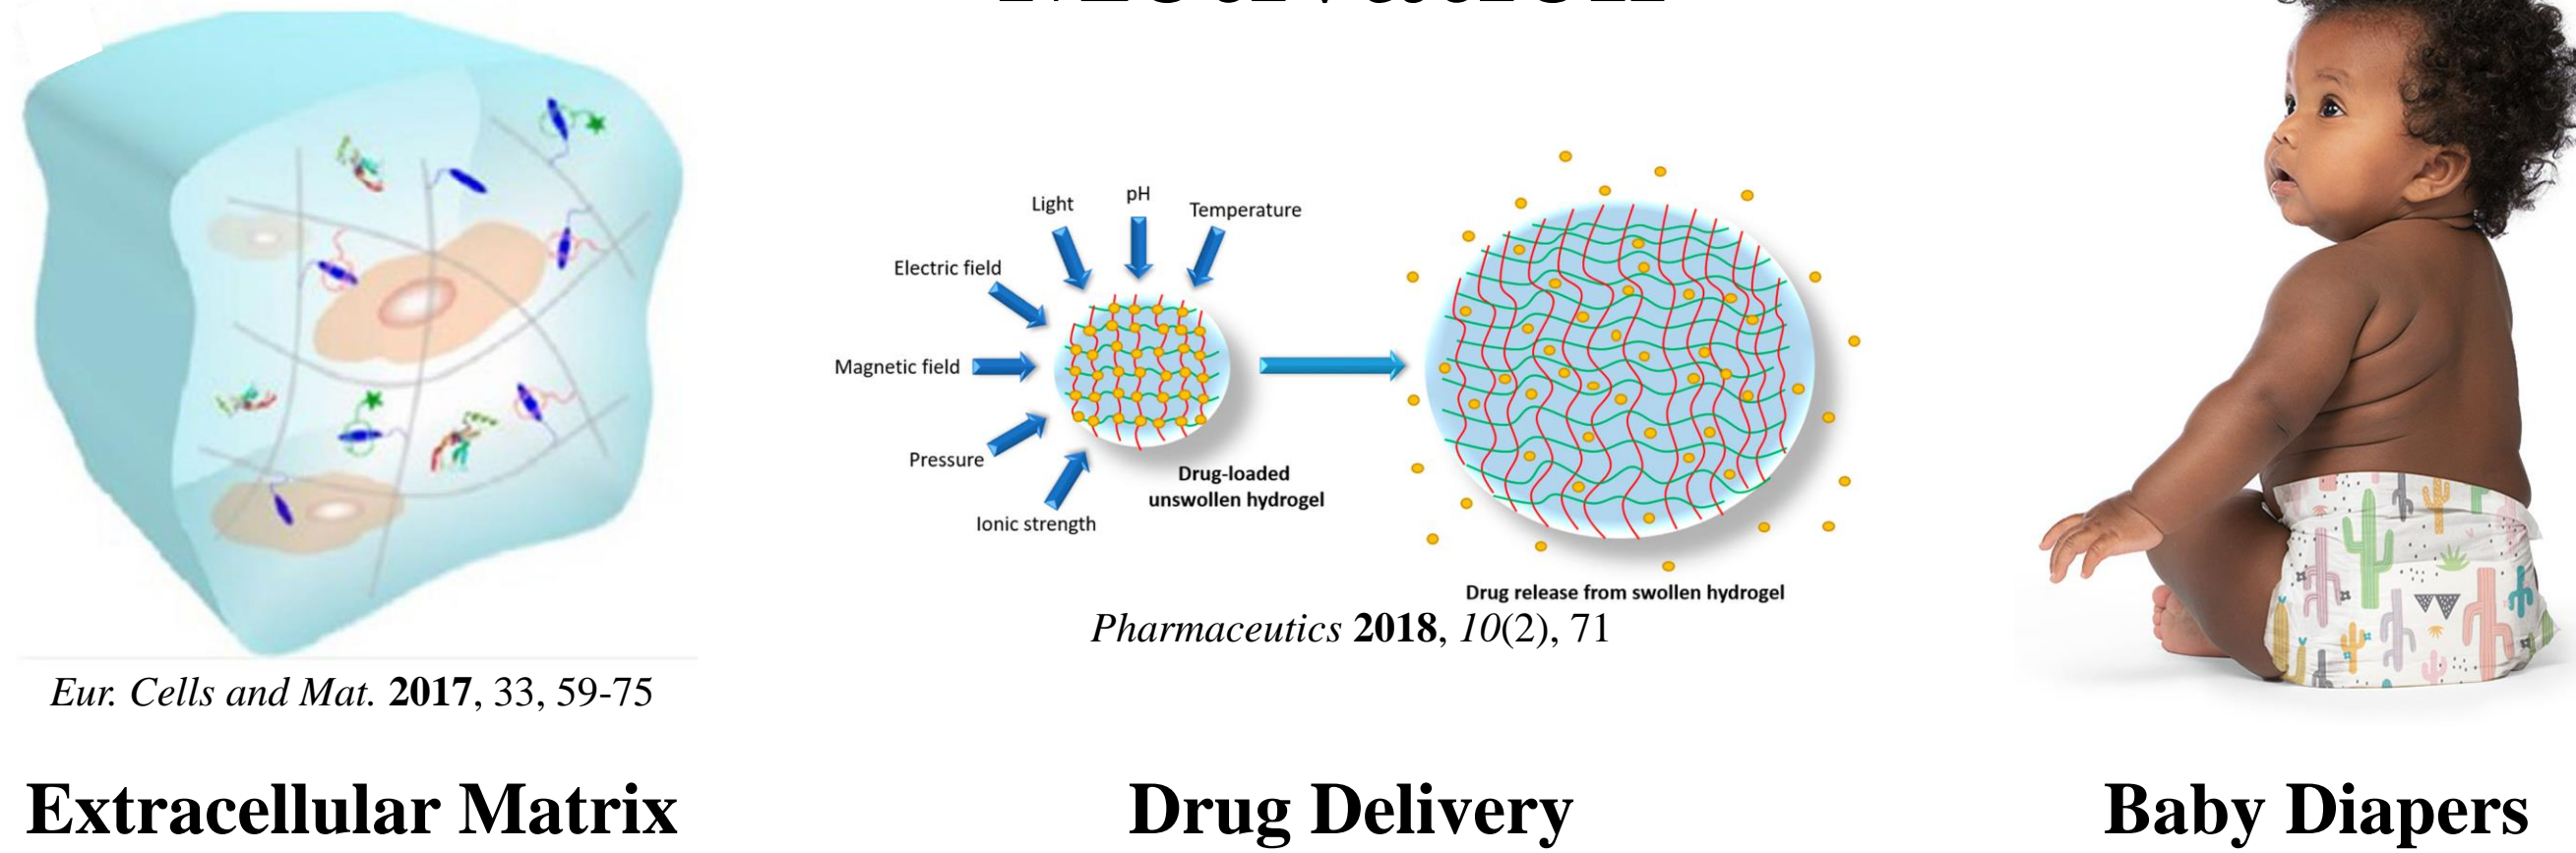 Light
pH
Temperature
Electric field
Magnetic field
Pressure
Ionic strength
Drug-loaded
unswollen hydrogel
Drug release from swollen hydrogel
Pharmaceutics 2018, 10(2), 71
Eur. Cells and Mat. 2017, 33, 59-75
Extracellular Matrix
Drug Delivery
Baby Diapers